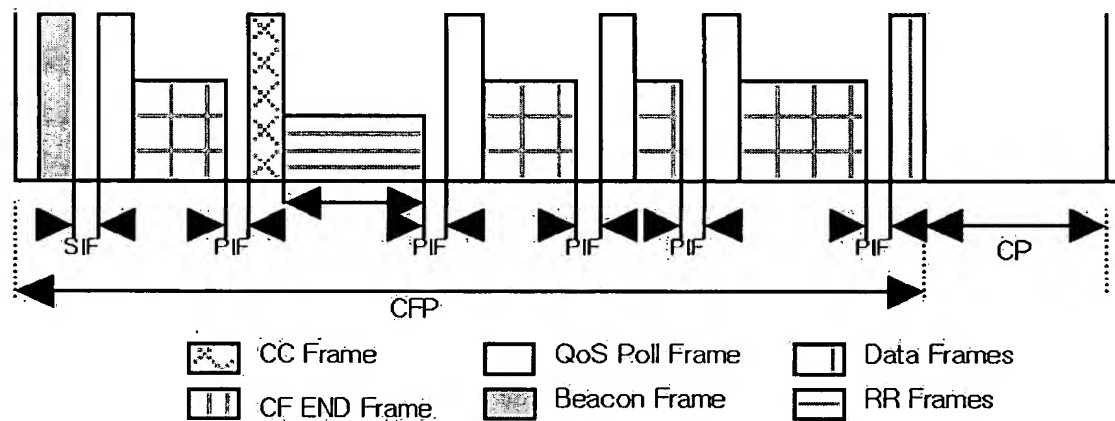 SIF PIF PIF PIF PIF PIF CP
CFP
CC Frame QoS Poll Frame Data Frames
CF END Frame Beacon Frame RR Frames